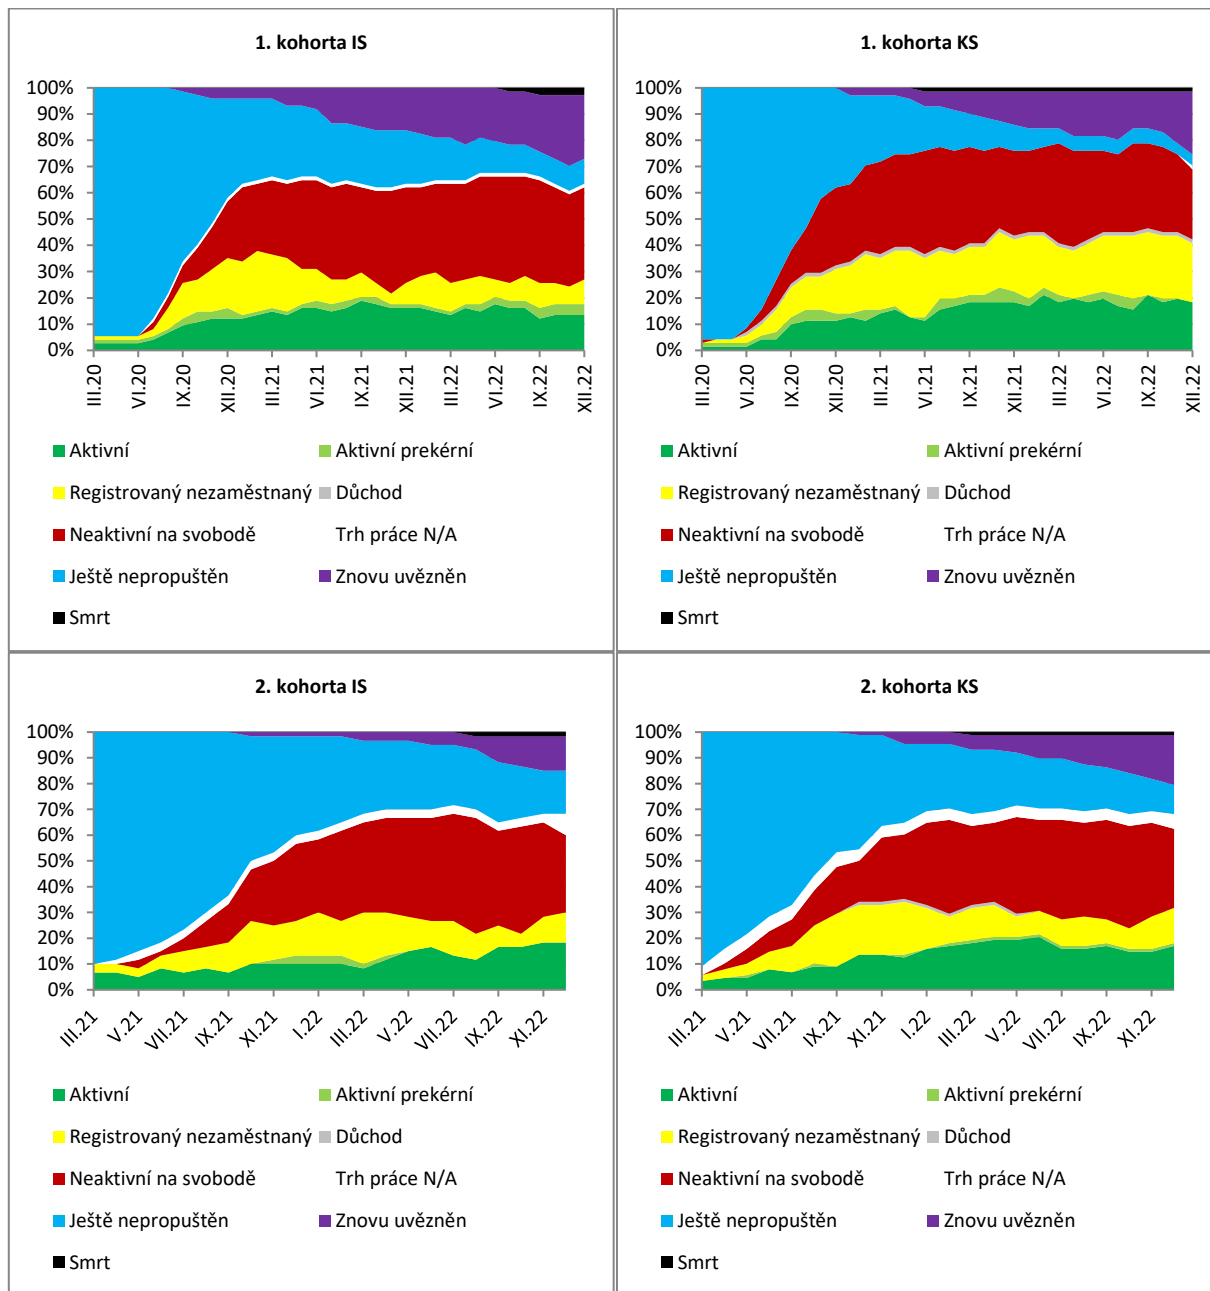 1. kohorta IS
100%
90%
80%
70%
60%
50%
40%
30%
20%
10%
0%
III.20
VI.20
IX.20
XII.20
III.21
VI.21
IX.21
XII.21
III.22
VI.22
IX.22
XII.22
Aktivní
Aktivní prekérní
Registrovaný nezaměstnaný
Důchod
Neaktivní na svobodě
Trh práce N/A
Ještě nepropuštěn
Znovu uvězněn
Smrt
1. kohorta KS
100%
90%
80%
70%
60%
50%
40%
30%
20%
10%
0%
III.20
VI.20
IX.20
XII.20
III.21
VI.21
IX.21
XII.21
III.22
VI.22
IX.22
XII.22
Aktivní
Aktivní prekérní
Registrovaný nezaměstnaný
Důchod
Neaktivní na svobodě
Trh práce N/A
Ještě nepropuštěn
Znovu uvězněn
Smrt
2. kohorta IS
100%
90%
80%
70%
60%
50%
40%
30%
20%
10%
0%
III.21
V.21
VII.21
IX.21
XI.21
I.22
III.22
V.22
VII.22
IX.22
XI.22
Aktivní
Aktivní prekérní
Registrovaný nezaměstnaný
Důchod
Neaktivní na svobodě
Trh práce N/A
Ještě nepropuštěn
Znovu uvězněn
Smrt
2. kohorta KS
100%
90%
80%
70%
60%
50%
40%
30%
20%
10%
0%
III.21
V.21
VII.21
IX.21
XI.21
I.22
III.22
V.22
VII.22
IX.22
XI.22
Aktivní
Aktivní prekérní
Registrovaný nezaměstnaný
Důchod
Neaktivní na svobodě
Trh práce N/A
Ještě nepropuštěn
Znovu uvězněn
Smrt